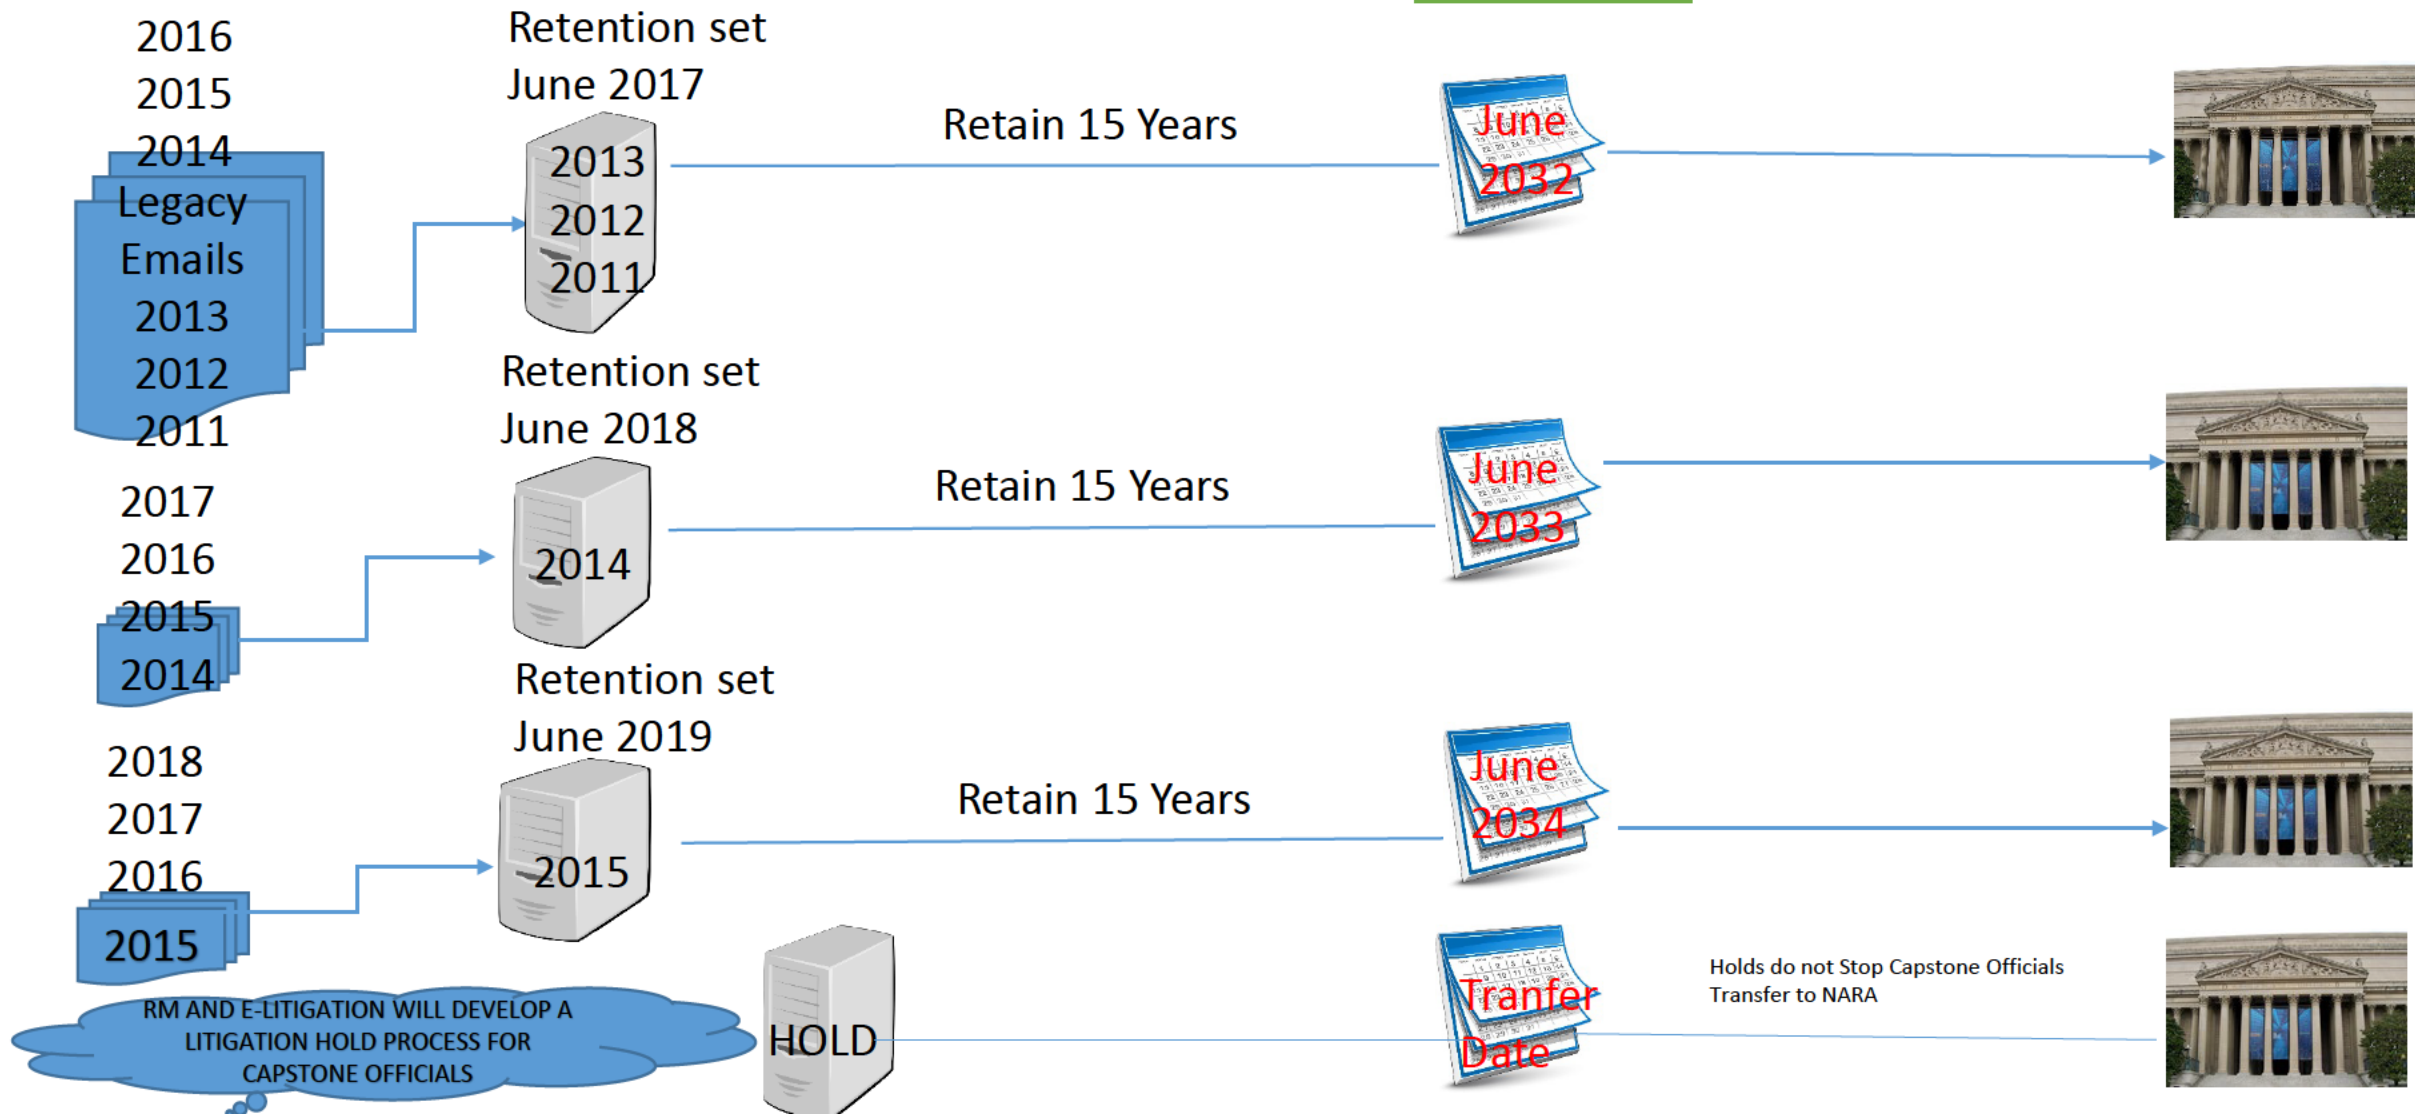 2016
2015
2014
Legacy
Emails
2013
2012
2011
Retention set
June 2017
2013
2012
2011
Retain 15 Years
June
2032
2017
2016
2015
2014
Retention set
June 2018
2014
Retain 15 Years
June
2033
2018
2017
2016
2015
Retention set
June 2019
2015
Retain 15 Years
June
2034
RM AND E-LITIGATION WILL DEVELOP A
LITIGATION HOLD PROCESS FOR
CAPSTONE OFFICIALS
HOLD
Tranfer
Date
Holds do not Stop Capstone Officials
Transfer to NARA